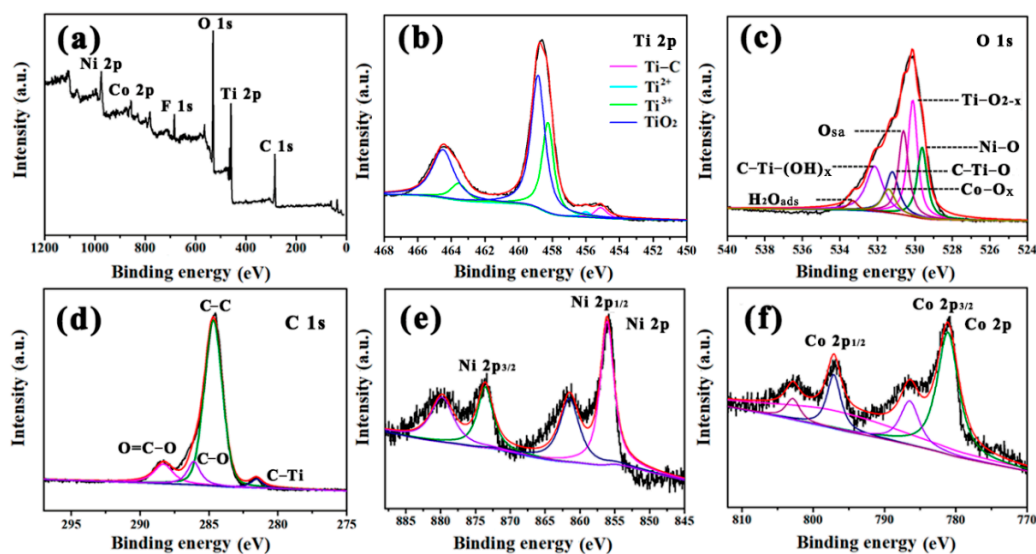 (a)
O 1s
Ni 2p
Co 2p
F 1s
Ti 2p
C 1s
Intensity (a.u.)
1200 1000 800 600 400 200 0
Binding energy (eV)
(b)
Ti 2p
Ti–C
Ti²⁺
Ti³⁺
TiO₂
Intensity (a.u.)
468 466 464 462 460 458 456 454 452 450
Binding energy (eV)
(c)
O 1s
Ti–O₂₋ₓ
Osa
Ni–O
C–Ti–(OH)ₓ
C–Ti–O
Co–Oₓ
H₂Oads
Intensity (a.u.)
540 538 536 534 532 530 528 526 524
Binding energy (eV)
(d)
C–C
C 1s
O=C–O
C–O
C–Ti
Intensity (a.u.)
295 290 285 280 275
Binding energy (eV)
(e)
Ni 2p1/2
Ni 2p
Ni 2p3/2
Intensity (a.u.)
885 880 875 870 865 860 855 850 845
Binding energy (eV)
(f)
Co 2p3/2
Co 2p
Co 2p1/2
Intensity (a.u.)
810 800 790 780 770
Binding energy (eV)